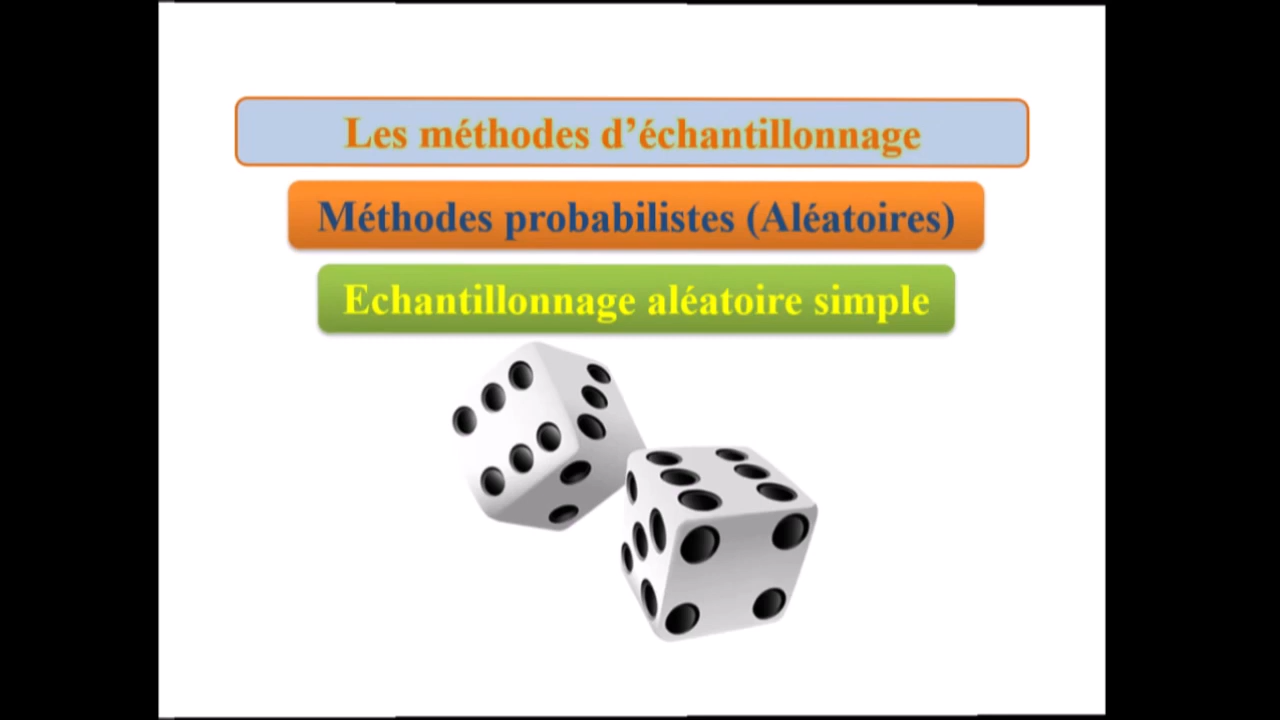 Les méthodes d’échantillonnage
Méthodes probabilistes (Aléatoires)
Echantillonnage aléatoire simple